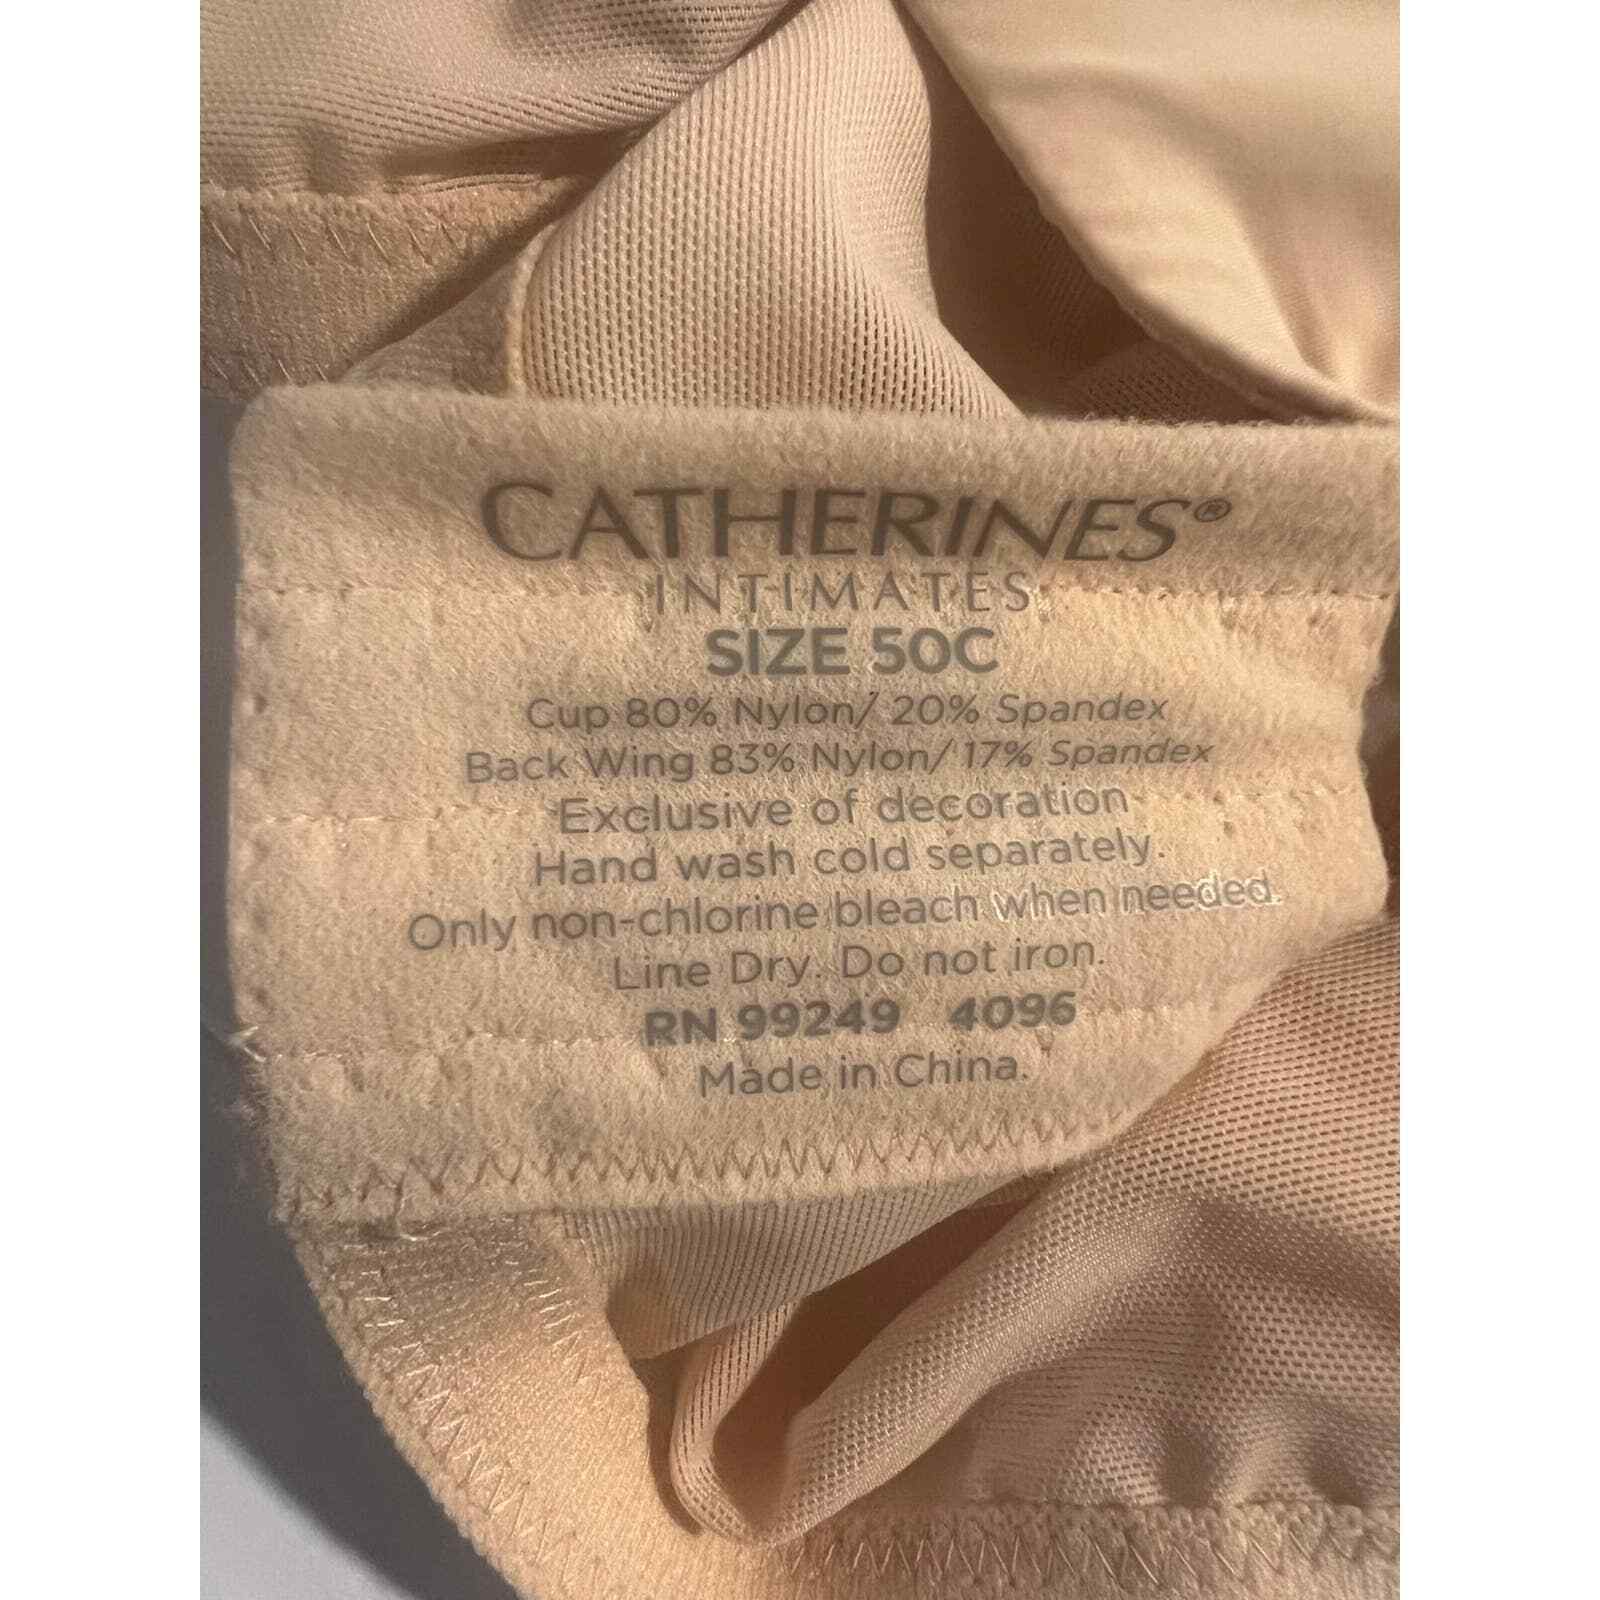 CATHERINES®
INTIMATES
SIZE 50C
Cup 80% Nylon/ 20% Spandex
Back Wing 83% Nylon/ 17% Spandex
Exclusive of decoration
Hand wash cold separately.
Only non-chlorine bleach when needed.
Line Dry. Do not iron.
RN 99249 4096
Made in China.